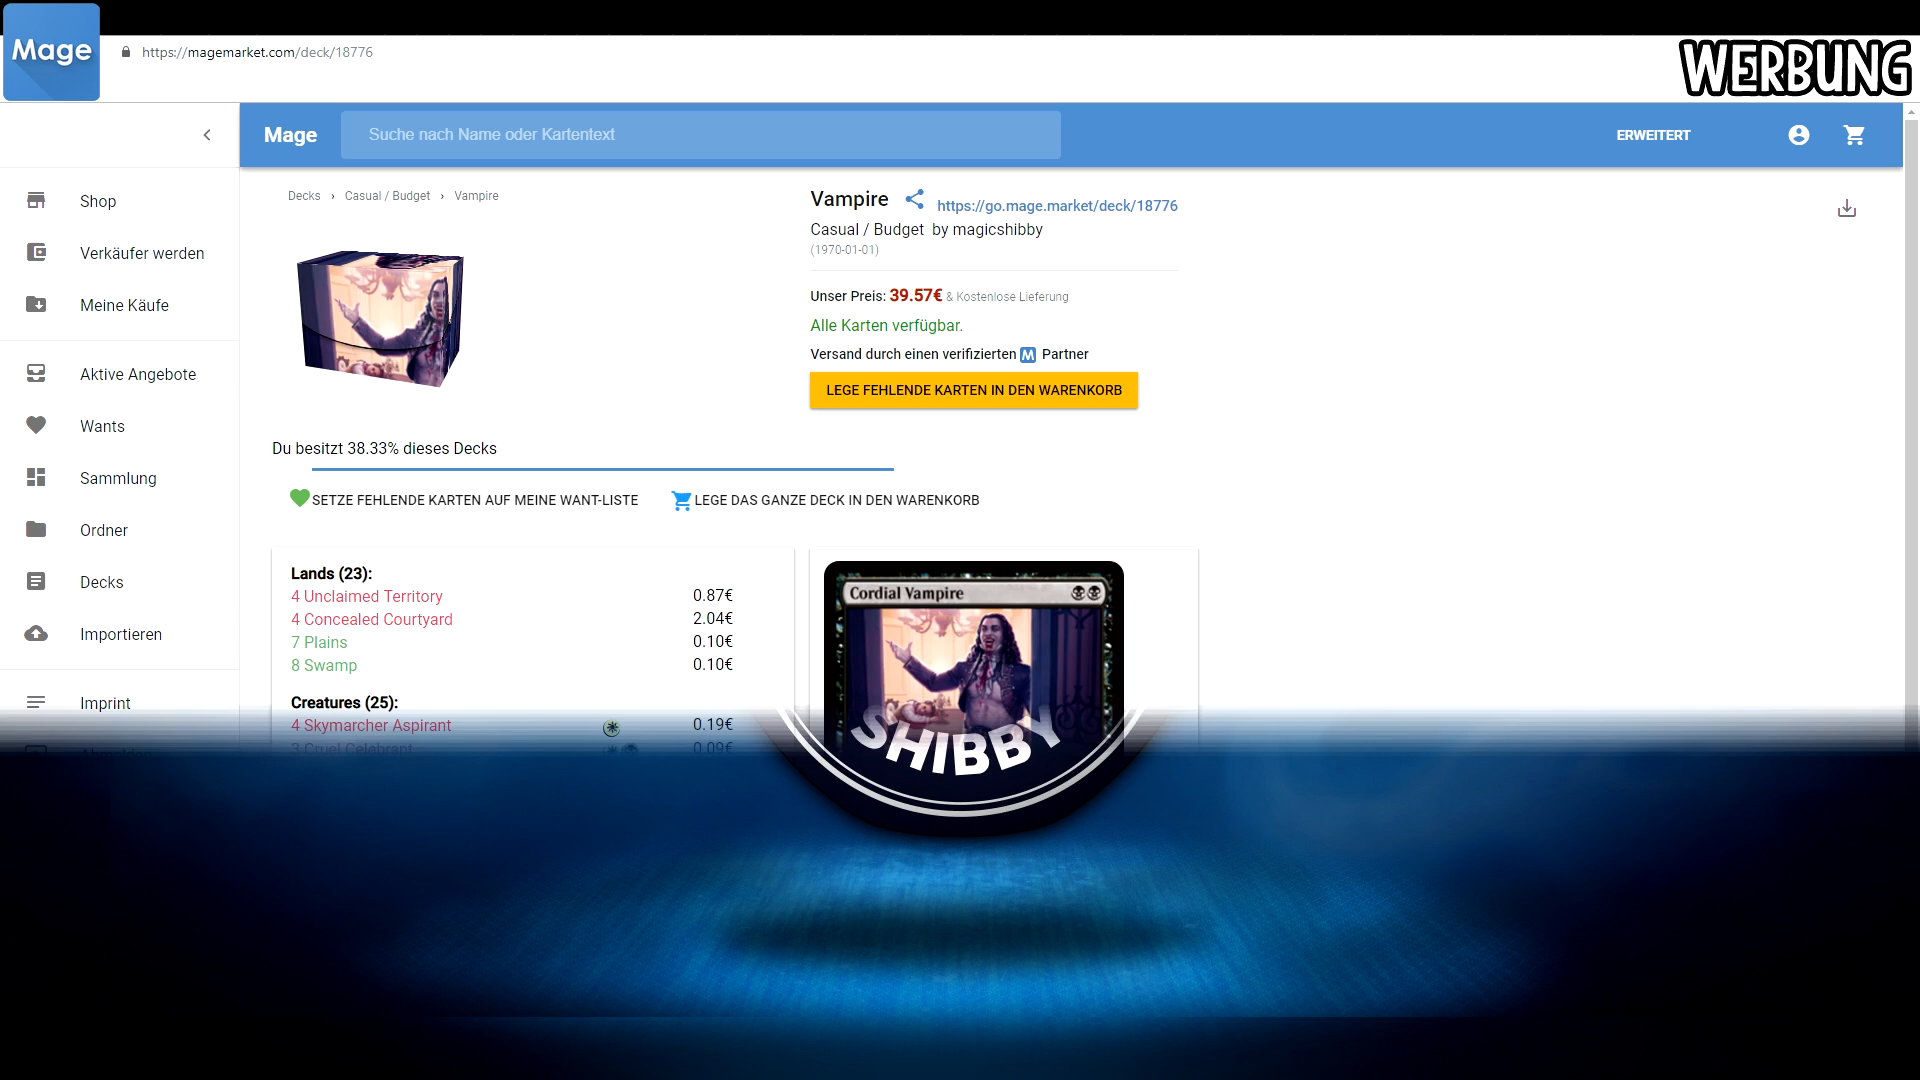 Mage
https://magemarket.com/deck/18776
WERBUNG
Mage
Suche nach Name oder Kartentext
ERWEITERT
Shop
Verkäufer werden
Meine Käufe
Aktive Angebote
Wants
Sammlung
Ordner
Decks
Importieren
Imprint
Decks › Casual / Budget › Vampire
Vampire https://go.mage.market/deck/18776
Casual / Budget by magicshibby
(1970-01-01)
Unser Preis: 39.57€ & Kostenlose Lieferung
Alle Karten verfügbar.
Versand durch einen verifizierten M Partner
LEGE FEHLENDE KARTEN IN DEN WARENKORB
Du besitzt 38.33% dieses Decks
SETZE FEHLENDE KARTEN AUF MEINE WANT-LISTE
LEGE DAS GANZE DECK IN DEN WARENKORB
Lands (23):
4 Unclaimed Territory 0.87€
4 Concealed Courtyard 2.04€
7 Plains 0.10€
8 Swamp 0.10€
Creatures (25):
4 Skymarcher Aspirant 0.19€
3 Cruel Celebrant 0.09€
Cordial Vampire
SHIBBY